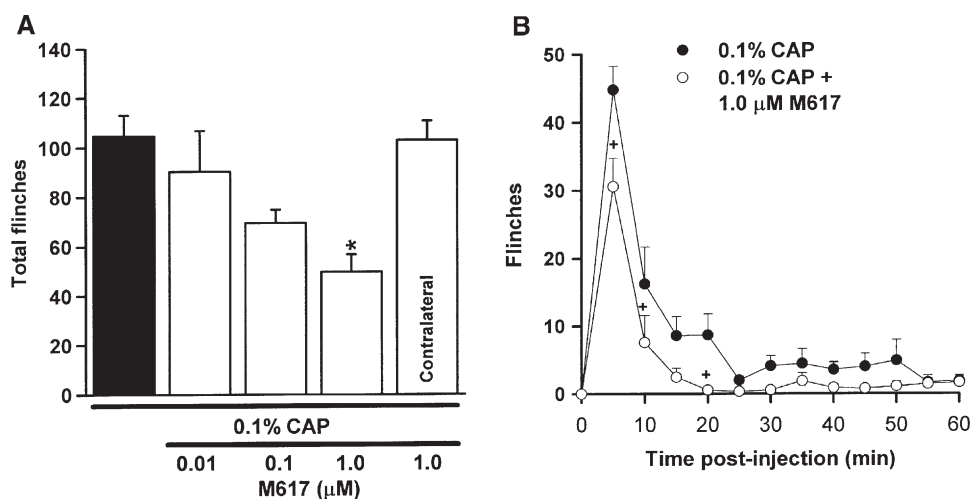 A
140
120
100
80
60
40
20
0
Total flinches
*
Contralateral
0.1% CAP
0.01 0.1 1.0 1.0
M617 (μM)
B
0.1% CAP
0.1% CAP +
1.0 μM M617
50
40
30
20
10
0
Flinches
+
+
+
0 10 20 30 40 50 60
Time post-injection (min)